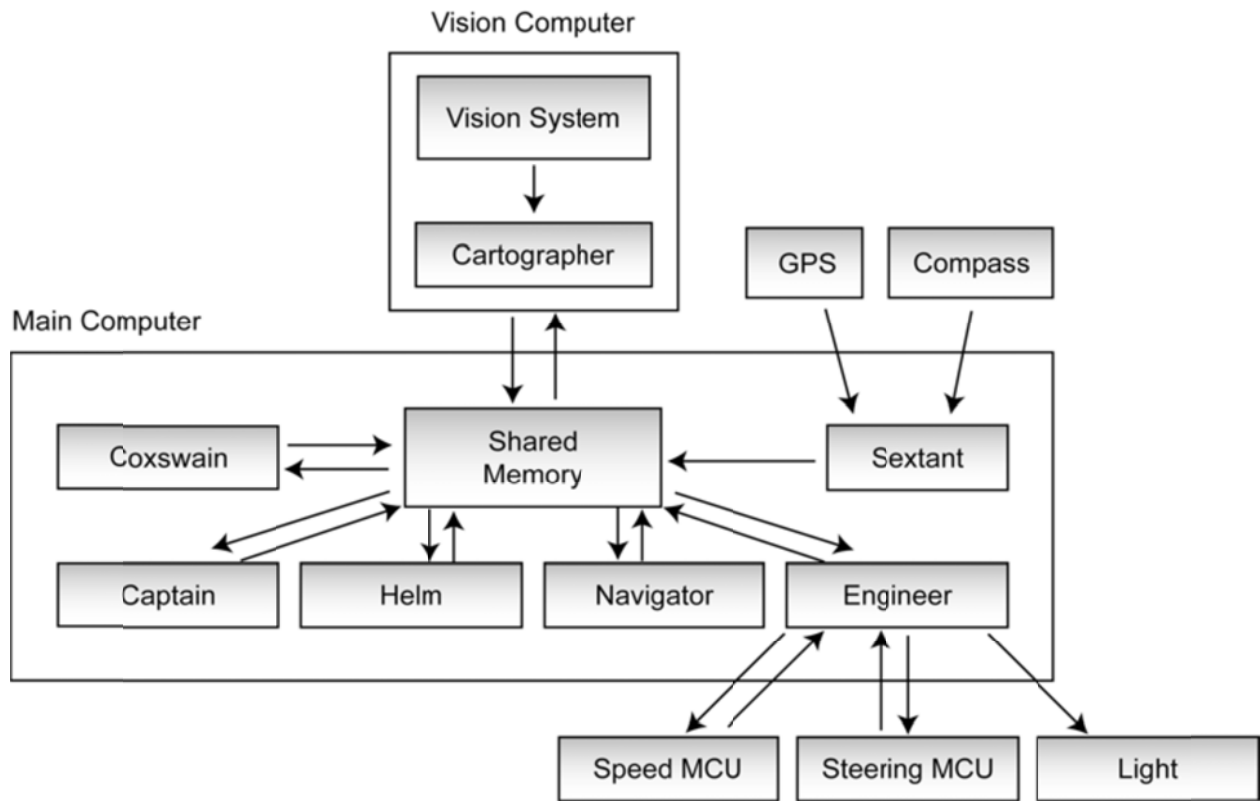 Vision Computer
Vision System
Cartographer
GPS
Compass
Main Computer
Coxswain
Shared
Memory
Sextant
Captain
Helm
Navigator
Engineer
Speed MCU
Steering MCU
Light